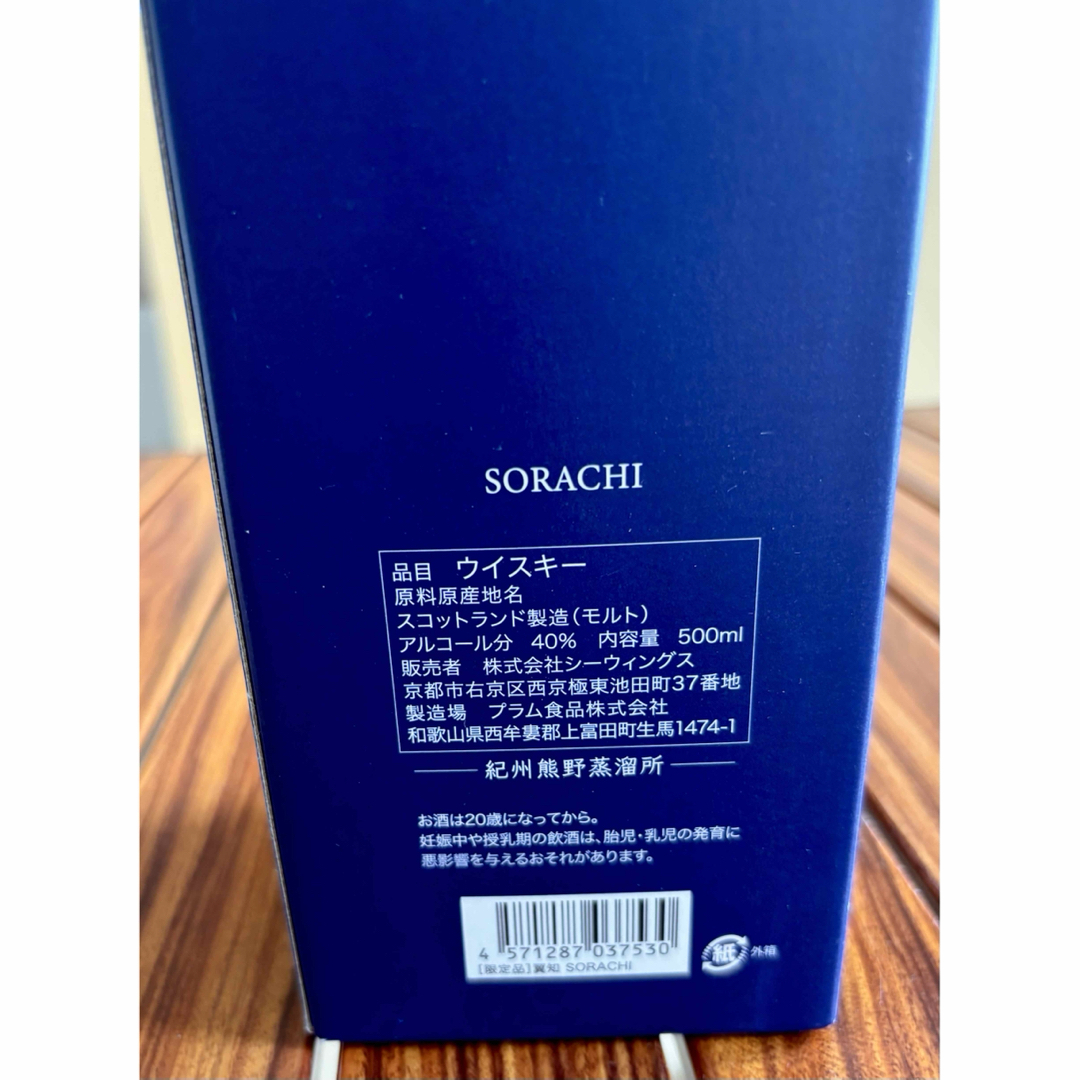 SORACHI
品目 ウイスキー
原料原産地名
スコットランド製造(モルト)
アルコール分 40% 内容量 500ml
販売者 株式会社シーウィングス
京都市右京区西京極東池田町37番地
製造場 プラム食品株式会社
和歌山県西牟婁郡上富田町生馬1474-1
紀州熊野蒸溜所
お酒は20歳になってから。
妊娠中や授乳期の飲酒は、胎児・乳児の発育に
悪影響を与えるおそれがあります。
4 571287 037530
[限定品]翼知 SORACHI
紙 外箱